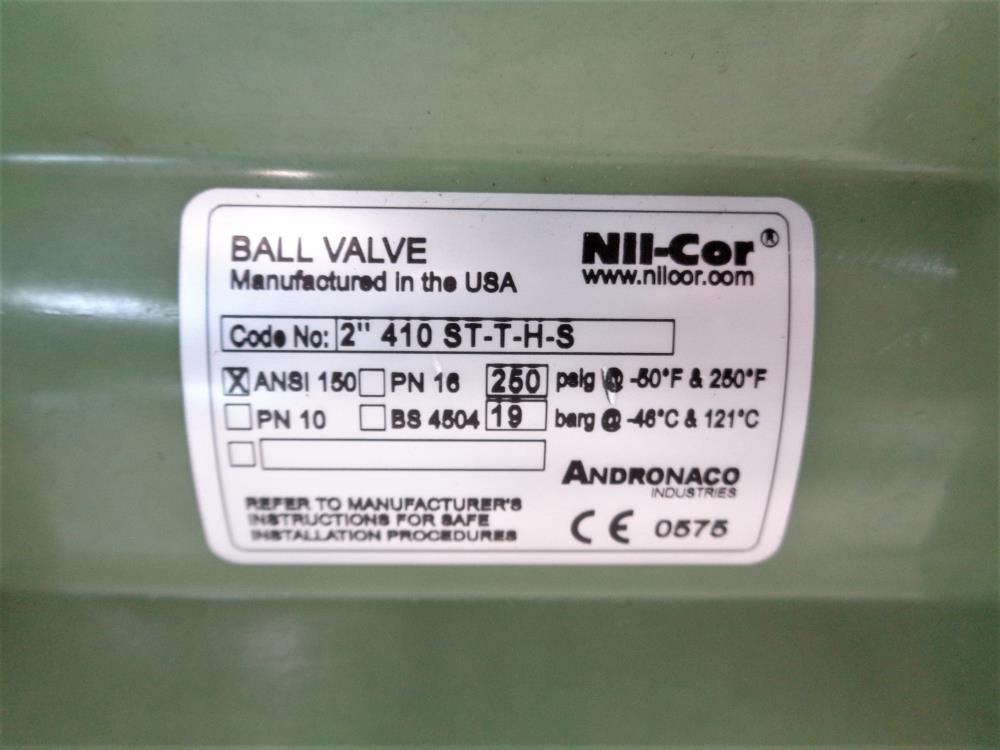 BALL VALVE
Manufactured in the USA
Nil-Cor®
www.nilcor.com
Code No: 2" 410 ST-T-H-S
X ANSI 150 PN 16 250 psig @ -50°F & 250°F
PN 10 BS 4504 19 barg @ -46°C & 121°C
ANDRONACO
INDUSTRIES
REFER TO MANUFACTURER'S
INSTRUCTIONS FOR SAFE
INSTALLATION PROCEDURES
CE 0575